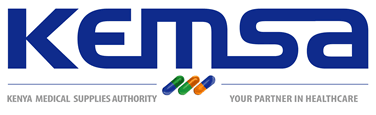 KEMSA
KENYA MEDICAL SUPPLIES AUTHORITY YOUR PARTNER IN HEALTHCARE